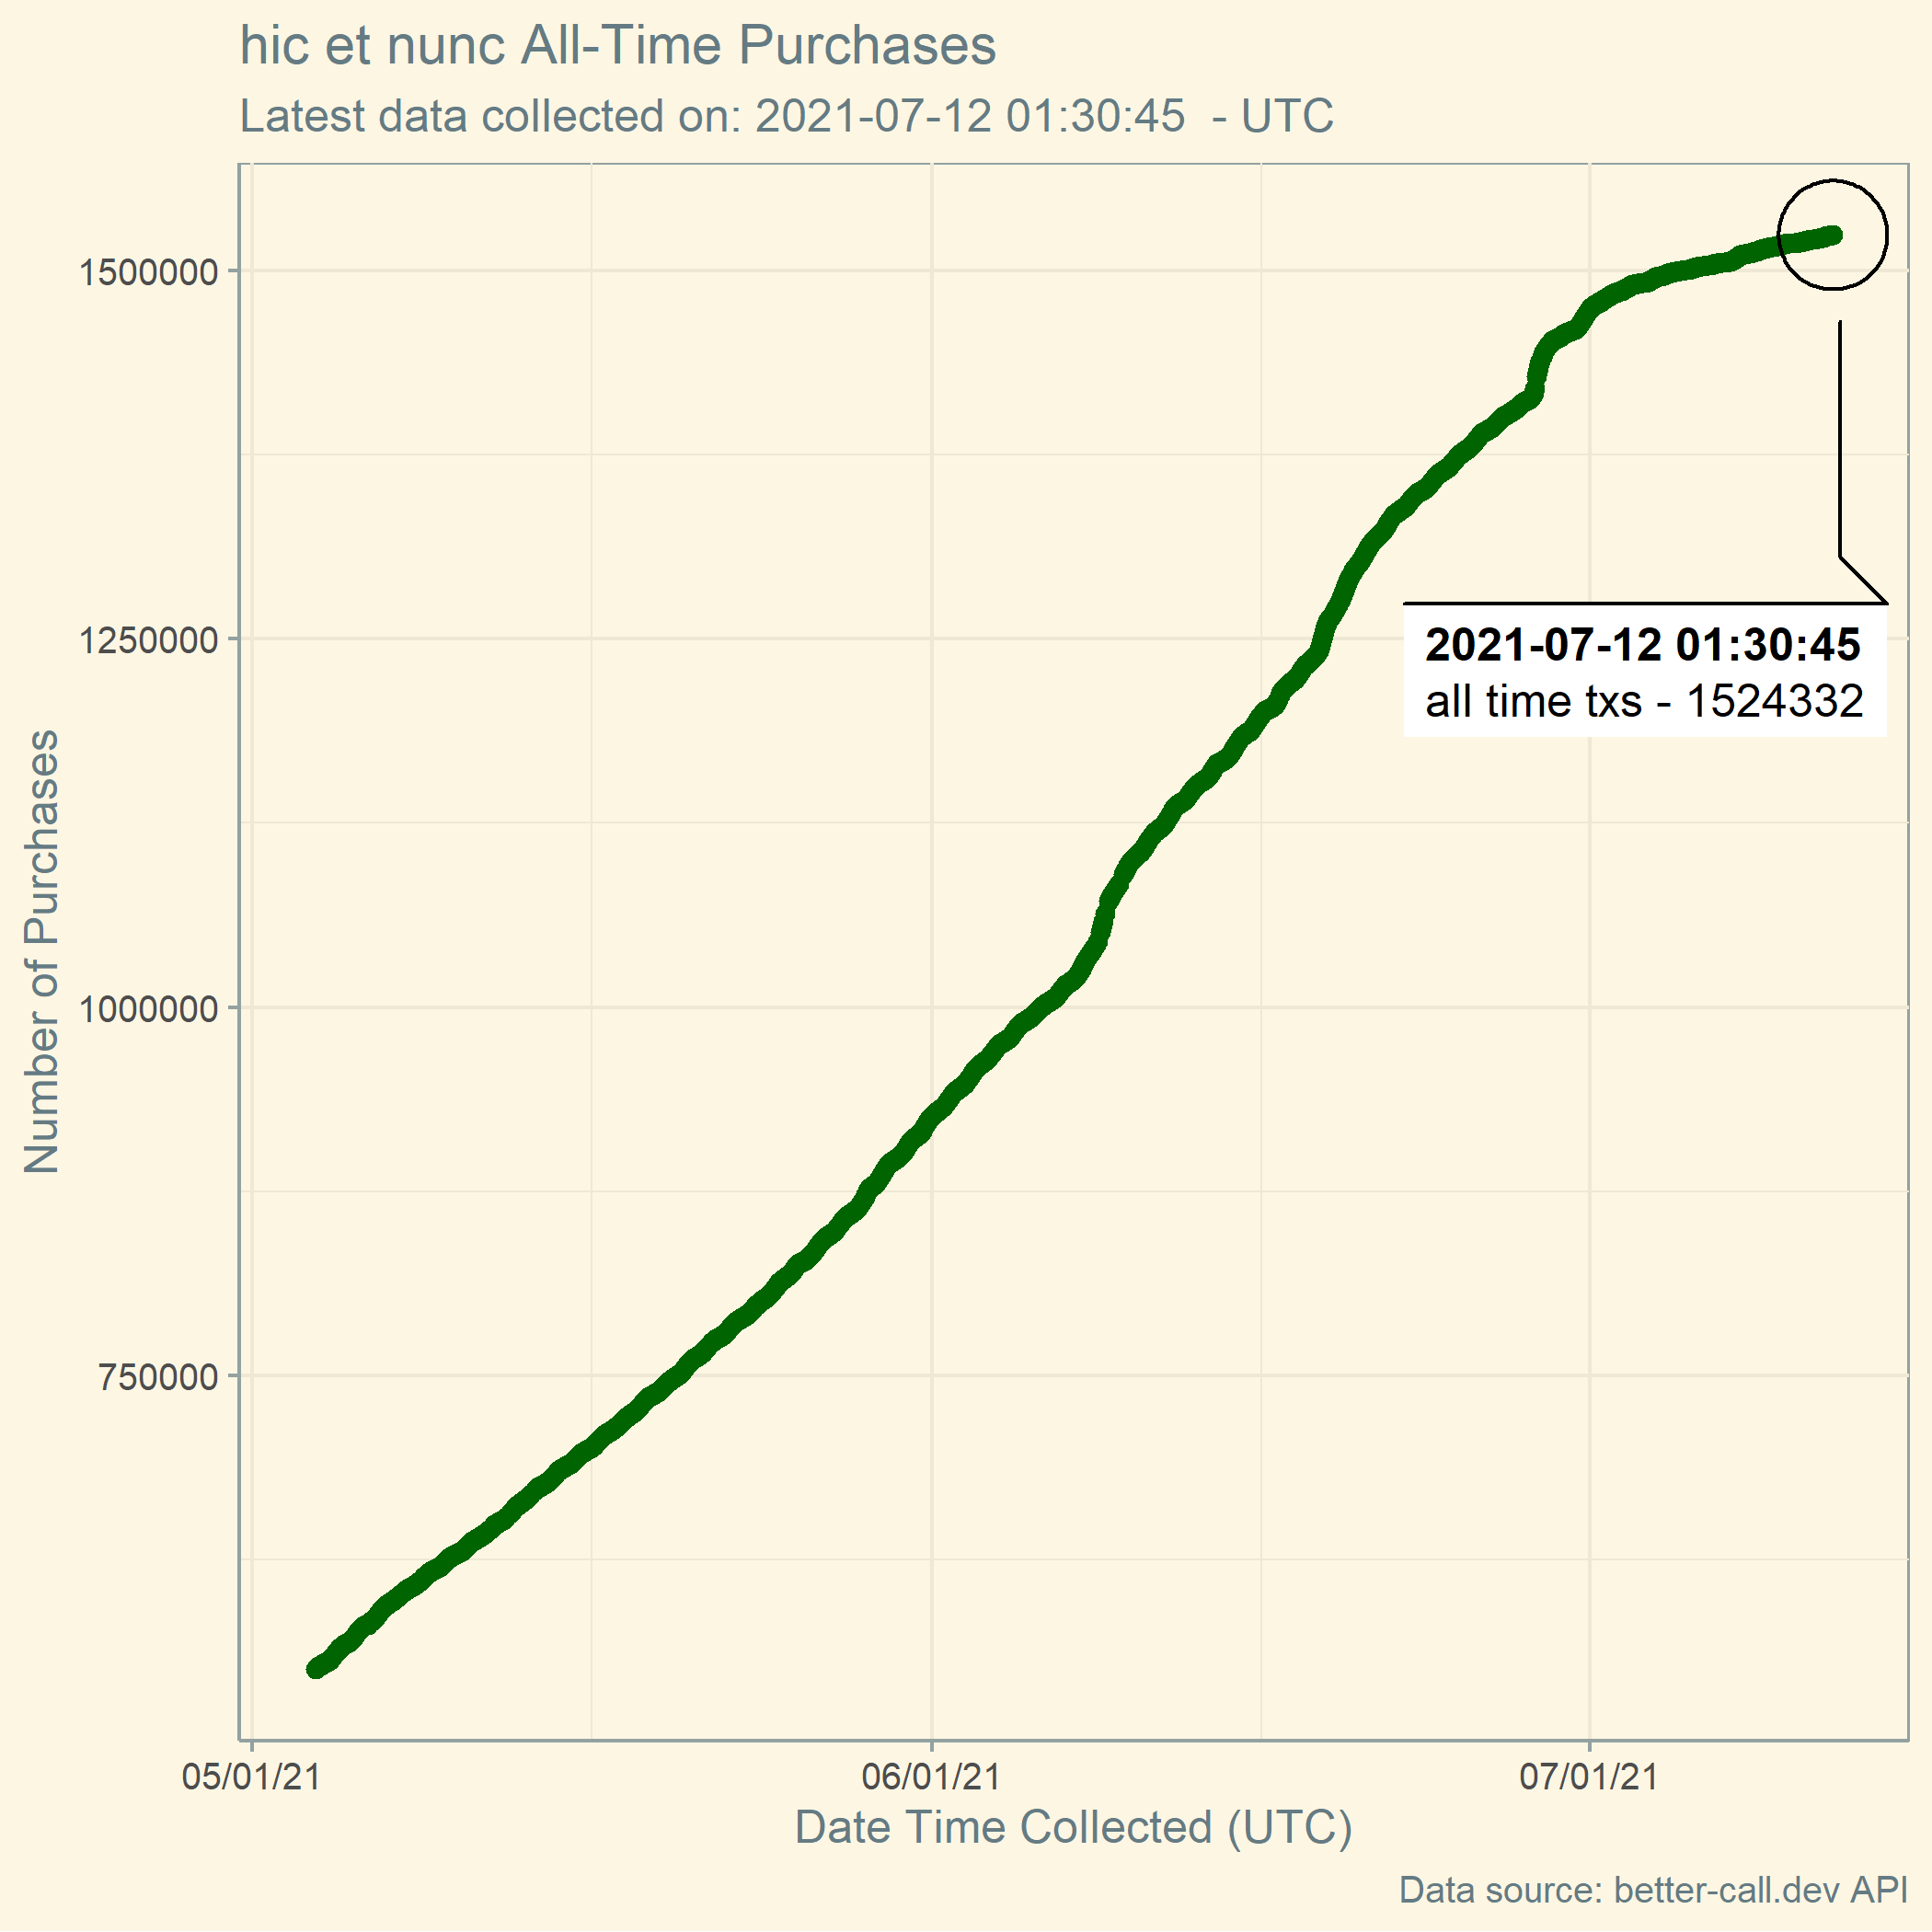 hic et nunc All-Time Purchases
Latest data collected on: 2021-07-12 01:30:45  - UTC
Number of Purchases
1500000
1250000
1000000
750000
2021-07-12 01:30:45
all time txs - 1524332
05/01/21
06/01/21
07/01/21
Date Time Collected (UTC)
Data source: better-call.dev API